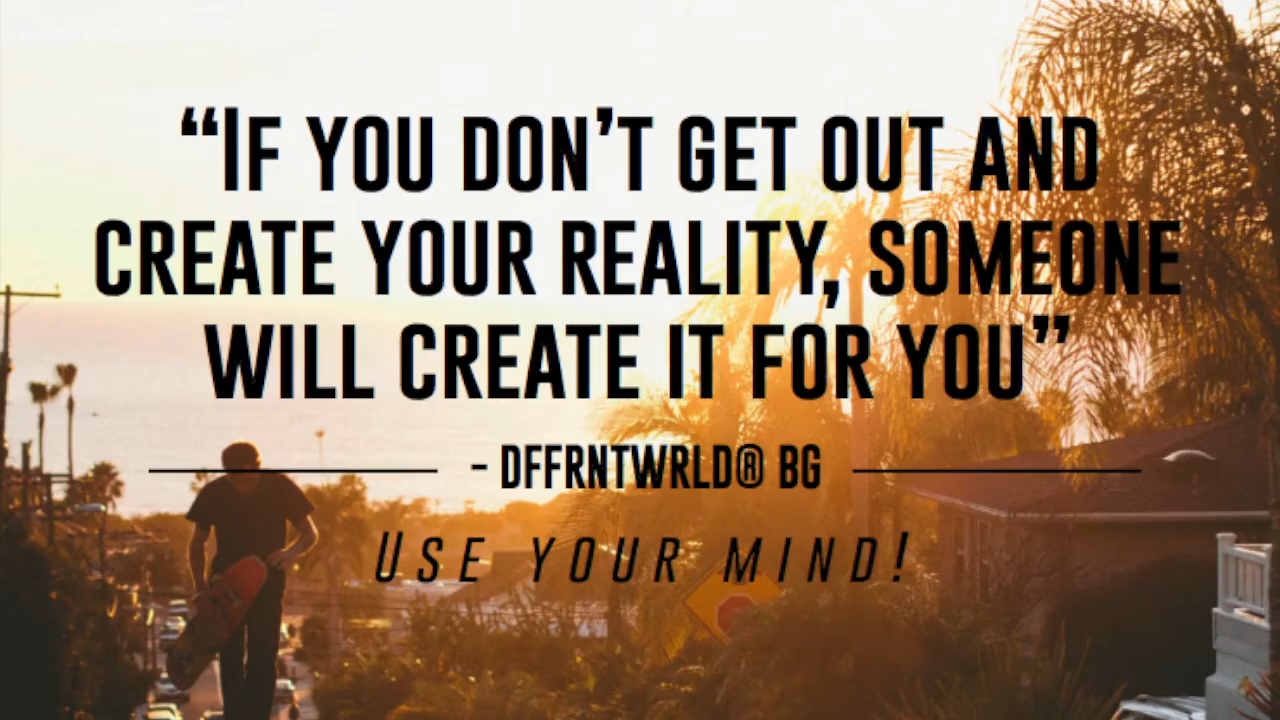 “If you don’t get out and
create your reality, someone
will create it for you”
- DFFRNTWRLD® BG
Use your mind!